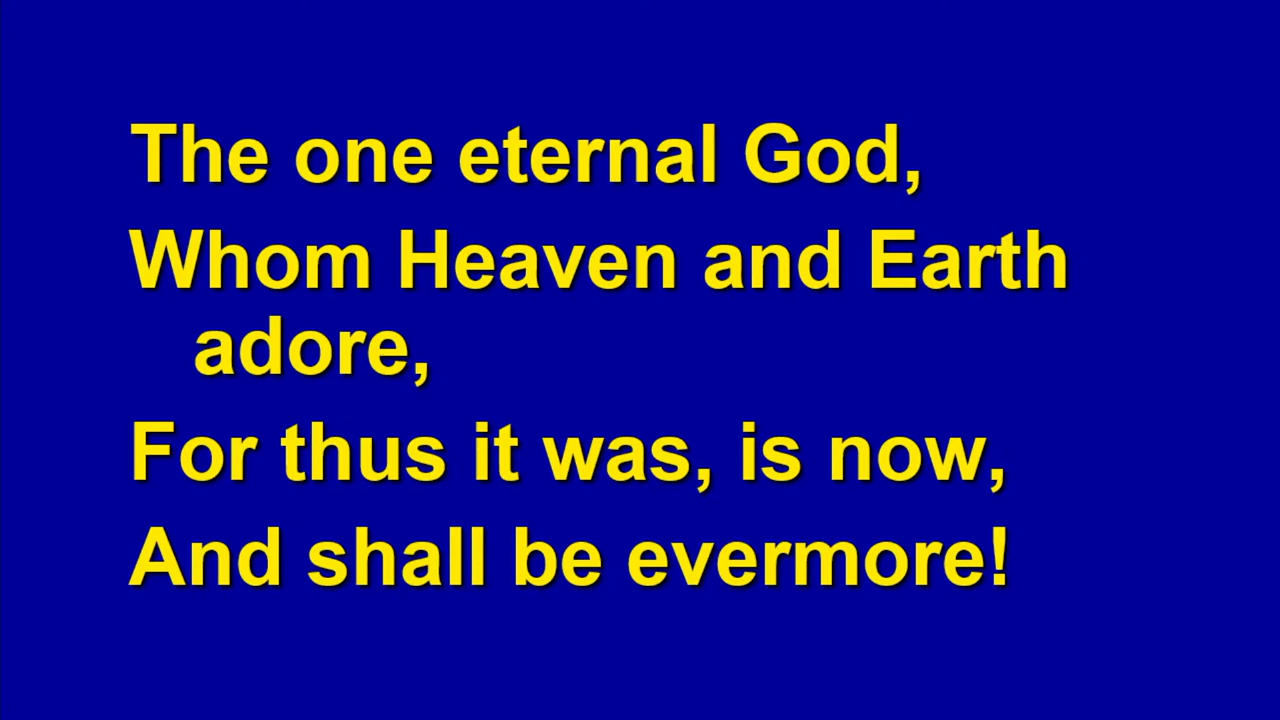 The one eternal God,
Whom Heaven and Earth
adore,
For thus it was, is now,
And shall be evermore!